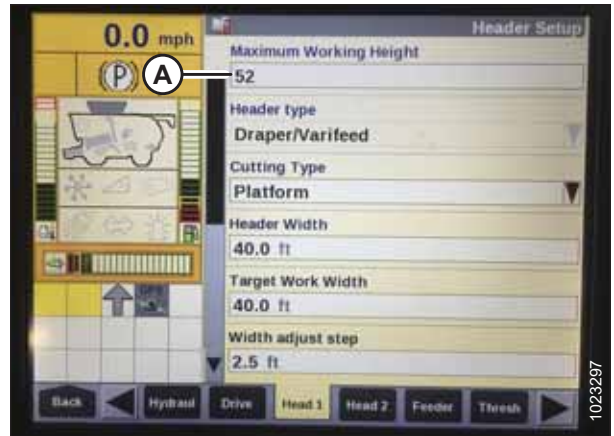 0.0 mph
Header Setup
Maximum Working Height
(P)
A
52
Header type
Draper/Varifeed
Cutting Type
Platform
Header Width
40.0 ft
Target Work Width
40.0 ft
Width adjust step
2.5 ft
Back
Hydraul
Drive
Head 1
Head 2
Feeder
Thresh
1023297